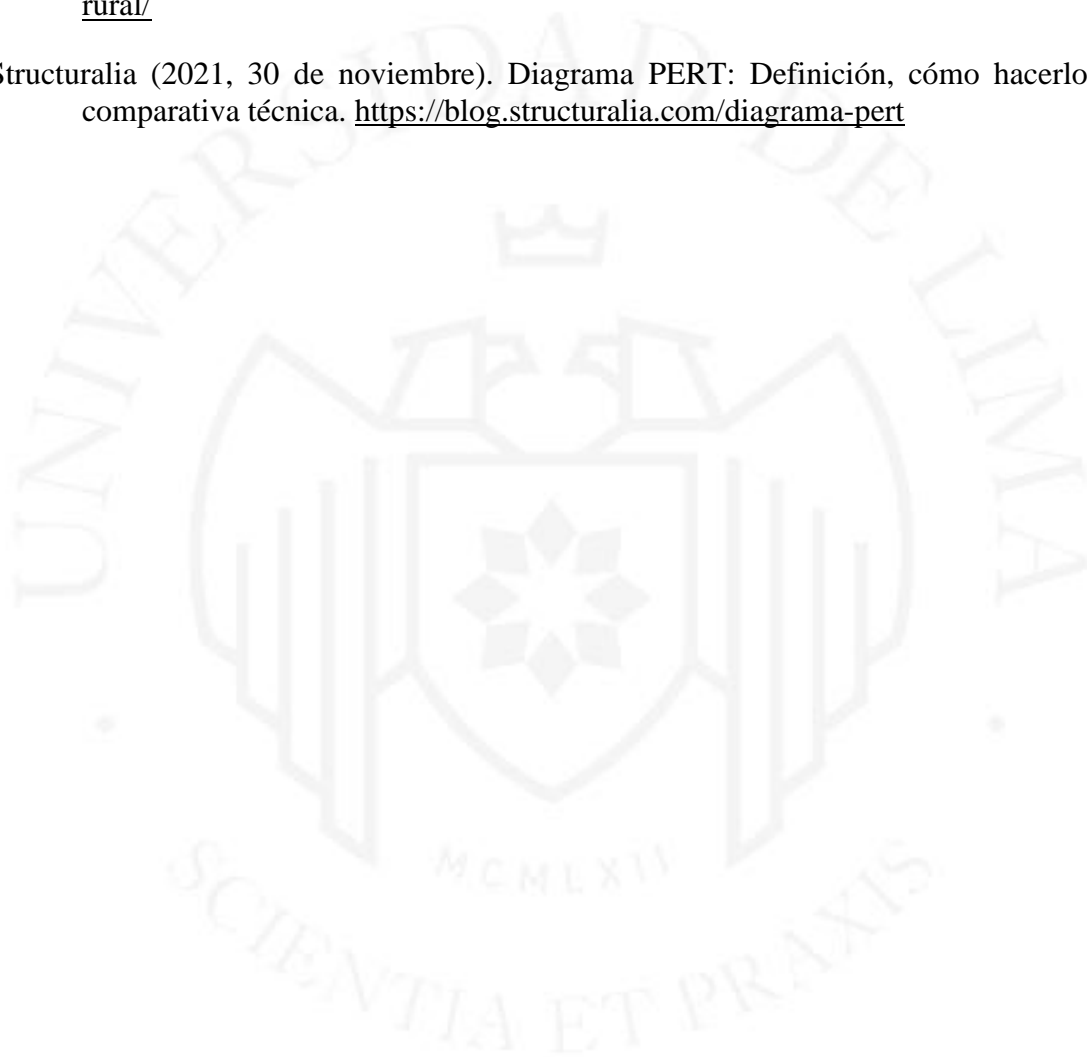 rural/
Structuralia (2021, 30 de noviembre). Diagrama PERT: Definición, cómo hacerlo
comparativa técnica. https://blog.structuralia.com/diagrama-pert
UNIVERSIDAD DE LIMA
MCMLXII
SCIENTIA ET PRAXIS